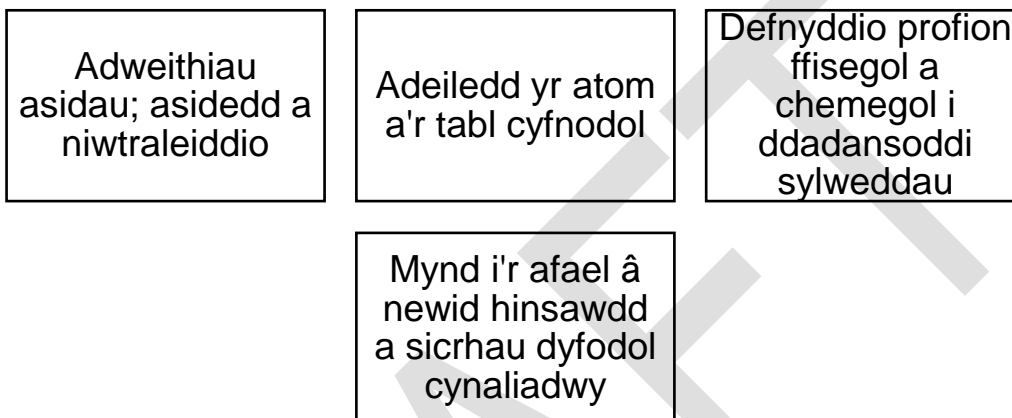 Adweithiau
asidau; asidedd a
niwtraleiddio
Adeiledd yr atom
a'r tabl cyfnodol
Defnyddio profion
ffisegol a
chemegol i
ddadansoddi
sylweddau
Mynd i'r afael â
newid hinsawdd
a sicrhau dyfodol
cynaliadwy